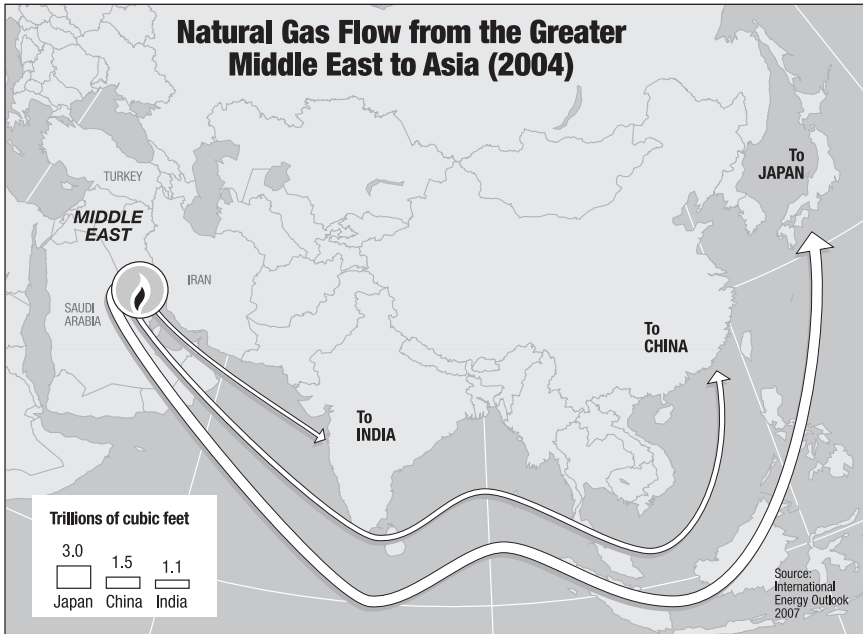 Natural Gas Flow from the Greater
Middle East to Asia (2004)
To
JAPAN
TURKEY
MIDDLE
EAST
IRAN
SAUDI
ARABIA
To
CHINA
To
INDIA
Trillions of cubic feet
3.0
1.5
1.1
Japan
China
India
Source:
International
Energy Outlook
2007